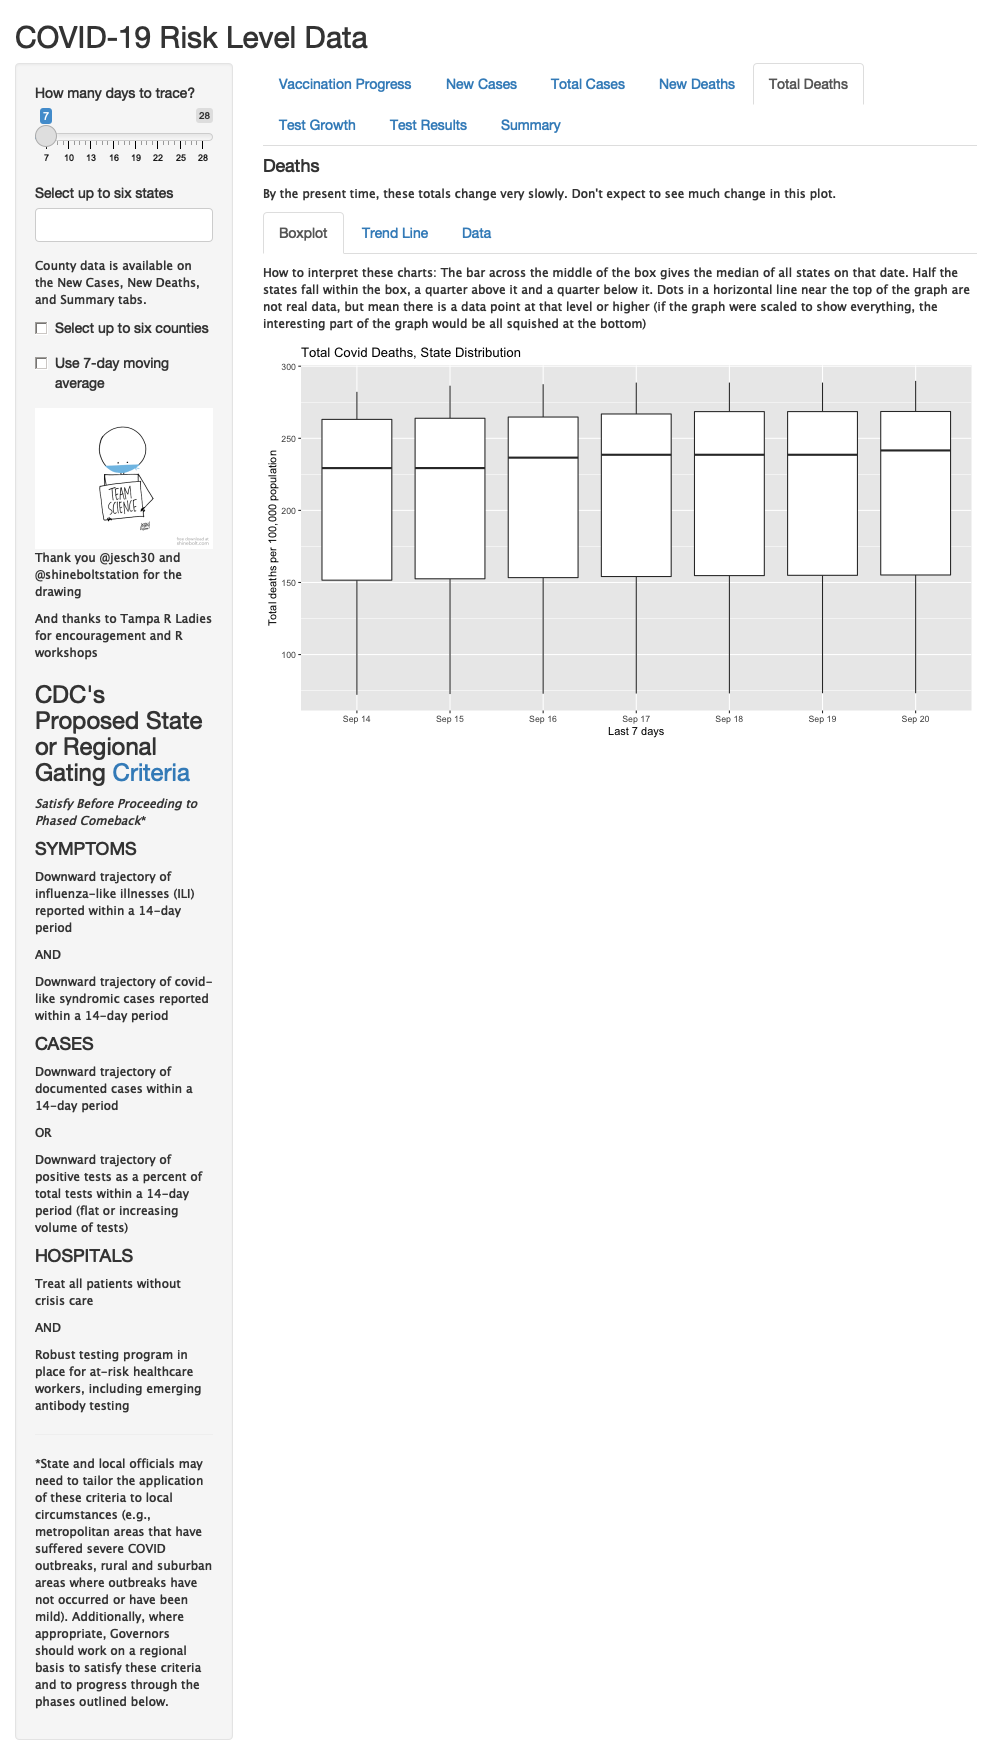 COVID-19 Risk Level Data
How many days to trace?
7
28
7 10 13 16 19 22 25 28
Select up to six states
County data is available on
the New Cases, New Deaths,
and Summary tabs.
Select up to six counties
Use 7-day moving
average
TEAM
SCIENCE
free download at
shinebolt.com
Thank you @jesch30 and
@shineboltstation for the
drawing
And thanks to Tampa R Ladies
for encouragement and R
workshops
CDC's
Proposed State
or Regional
Gating Criteria
Satisfy Before Proceeding to
Phased Comeback*
SYMPTOMS
Downward trajectory of
influenza-like illnesses (ILI)
reported within a 14-day
period
AND
Downward trajectory of covid-
like syndromic cases reported
within a 14-day period
CASES
Downward trajectory of
documented cases within a
14-day period
OR
Downward trajectory of
positive tests as a percent of
total tests within a 14-day
period (flat or increasing
volume of tests)
HOSPITALS
Treat all patients without
crisis care
AND
Robust testing program in
place for at-risk healthcare
workers, including emerging
antibody testing
*State and local officials may
need to tailor the application
of these criteria to local
circumstances (e.g.,
metropolitan areas that have
suffered severe COVID
outbreaks, rural and suburban
areas where outbreaks have
not occurred or have been
mild). Additionally, where
appropriate, Governors
should work on a regional
basis to satisfy these criteria
and to progress through the
phases outlined below.
Vaccination Progress New Cases Total Cases New Deaths Total Deaths
Test Growth Test Results Summary
Deaths
By the present time, these totals change very slowly. Don't expect to see much change in this plot.
Boxplot Trend Line Data
How to interpret these charts: The bar across the middle of the box gives the median of all states on that date. Half the
states fall within the box, a quarter above it and a quarter below it. Dots in a horizontal line near the top of the graph are
not real data, but mean there is a data point at that level or higher (if the graph were scaled to show everything, the
interesting part of the graph would be all squished at the bottom)
Total Covid Deaths, State Distribution
Total deaths per 100,000 population
300
250
200
150
100
Sep 14 Sep 15 Sep 16 Sep 17 Sep 18 Sep 19 Sep 20
Last 7 days